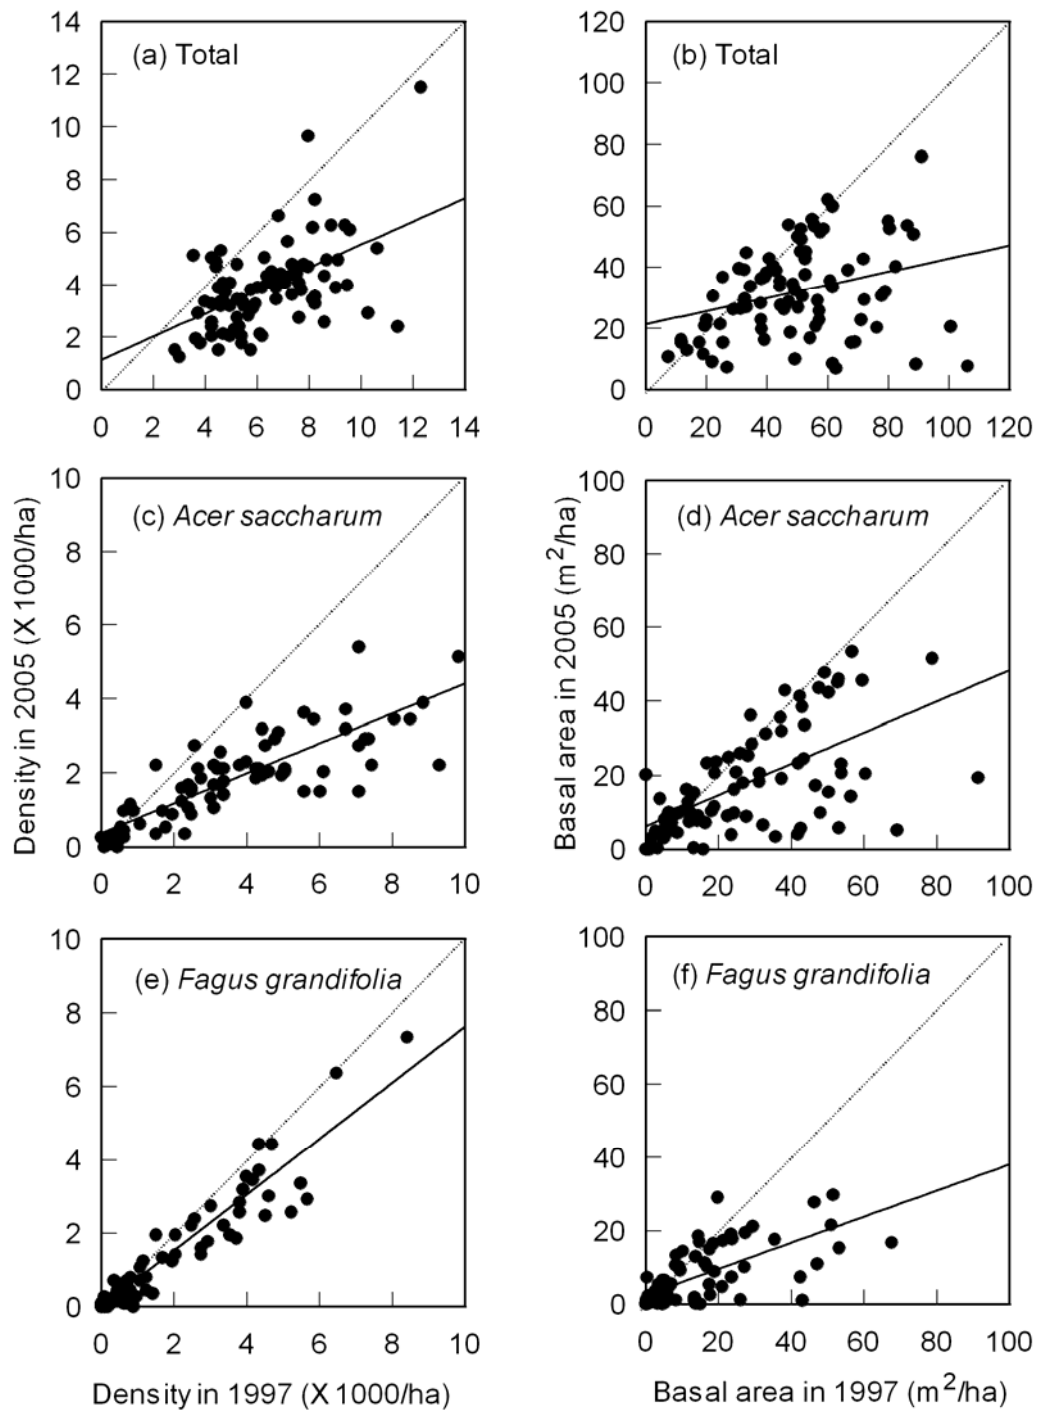 (a) Total
14
12
10
8
6
4
2
0
0 2 4 6 8 10 12 14
(b) Total
120
100
80
60
40
20
0
0 20 40 60 80 100 120
(c) Acer saccharum
10
8
6
4
2
0
0 2 4 6 8 10
Density in 2005 (X 1000/ha)
(d) Acer saccharum
100
80
60
40
20
0
0 20 40 60 80 100
Basal area in 2005 (m²/ha)
(e) Fagus grandifolia
10
8
6
4
2
0
0 2 4 6 8 10
Density in 1997 (X 1000/ha)
(f) Fagus grandifolia
100
80
60
40
20
0
0 20 40 60 80 100
Basal area in 1997 (m²/ha)